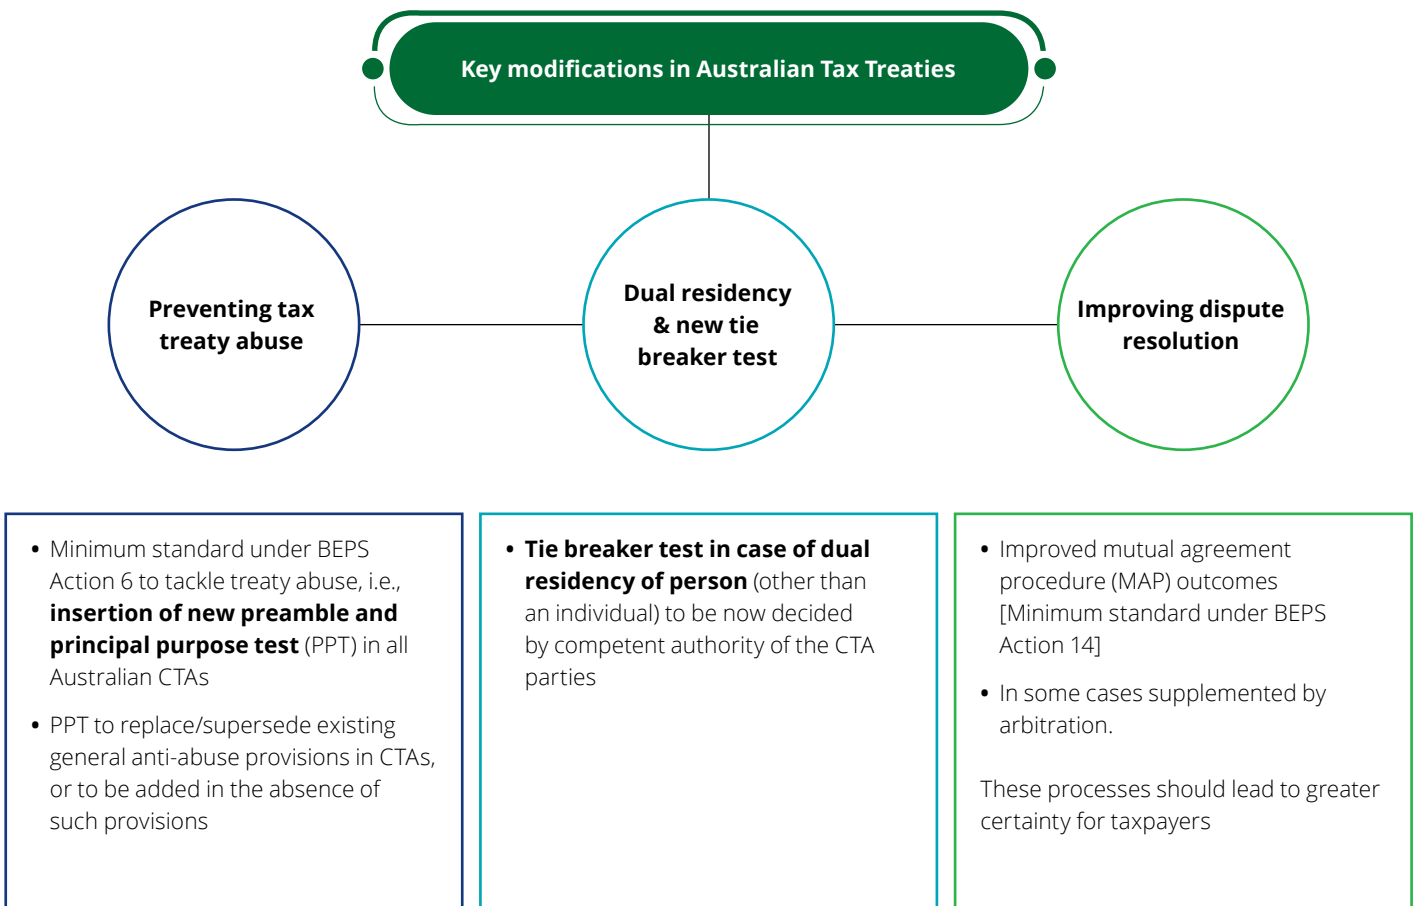 Key modifications in Australian Tax Treaties
Preventing tax
treaty abuse
Dual residency
& new tie
breaker test
Improving dispute
resolution
• Minimum standard under BEPS
Action 6 to tackle treaty abuse, i.e.,
insertion of new preamble and
principal purpose test (PPT) in all
Australian CTAs
• PPT to replace/supersede existing
general anti-abuse provisions in CTAs,
or to be added in the absence of
such provisions
• Tie breaker test in case of dual
residency of person (other than
an individual) to be now decided
by competent authority of the CTA
parties
• Improved mutual agreement
procedure (MAP) outcomes
[Minimum standard under BEPS
Action 14]
• In some cases supplemented by
arbitration.
These processes should lead to greater
certainty for taxpayers